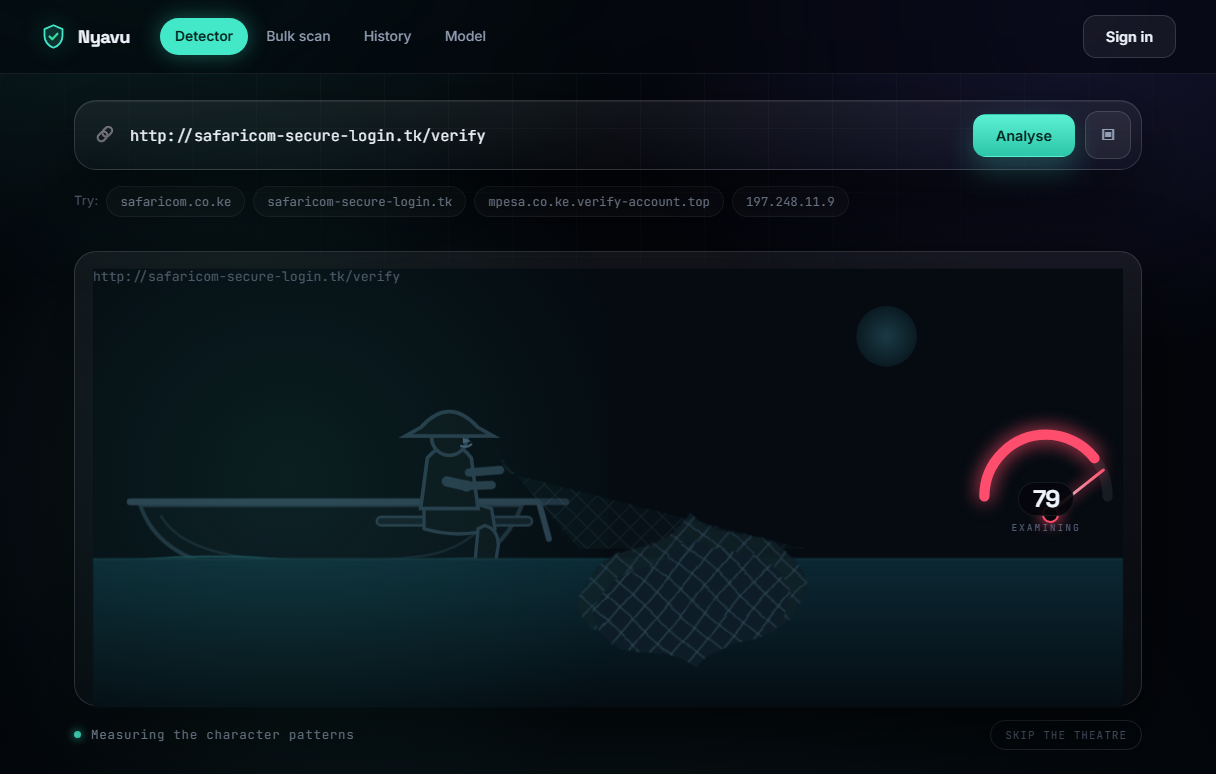 Nyavu
Detector
Bulk scan
History
Model
Sign in
http://safaricom-secure-login.tk/verify
Analyse
Try:
safaricom.co.ke
safaricom-secure-login.tk
mpesa.co.ke.verify-account.top
197.248.11.9
http://safaricom-secure-login.tk/verify
79
EXAMINING
Measuring the character patterns
SKIP THE THEATRE